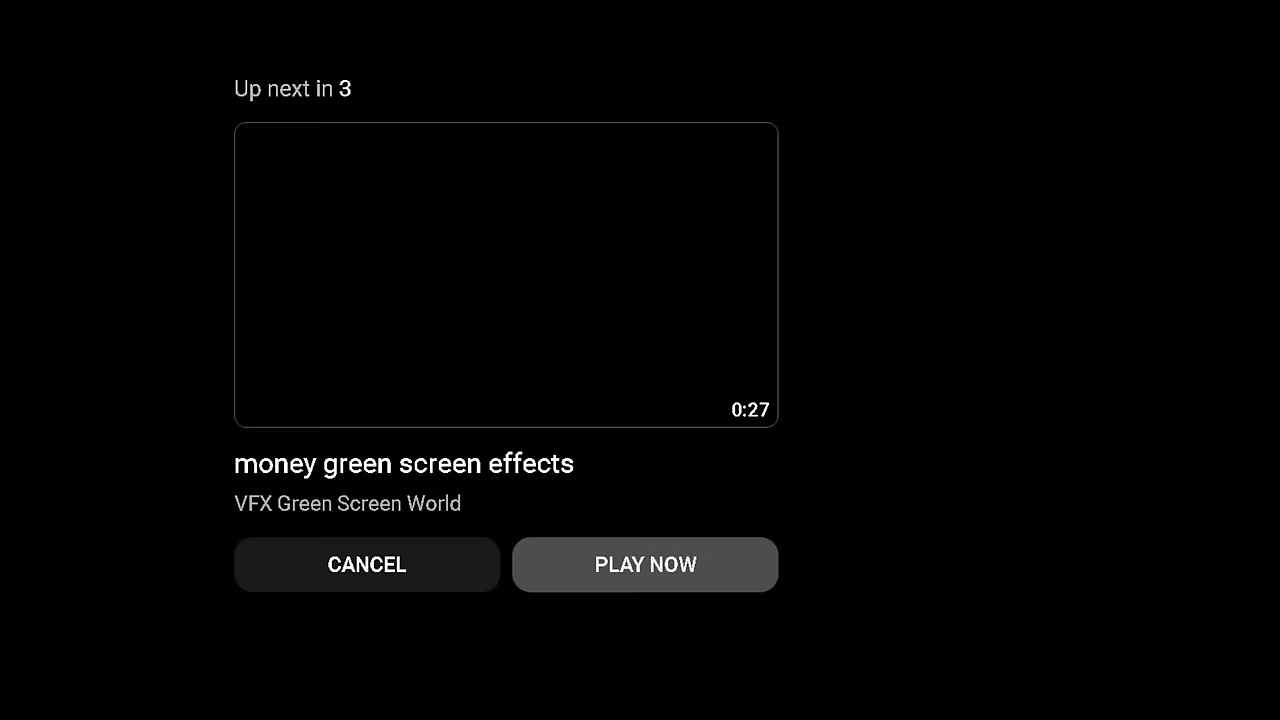 Up next in 3
0:27
money green screen effects
VFX Green Screen World
CANCEL
PLAY NOW